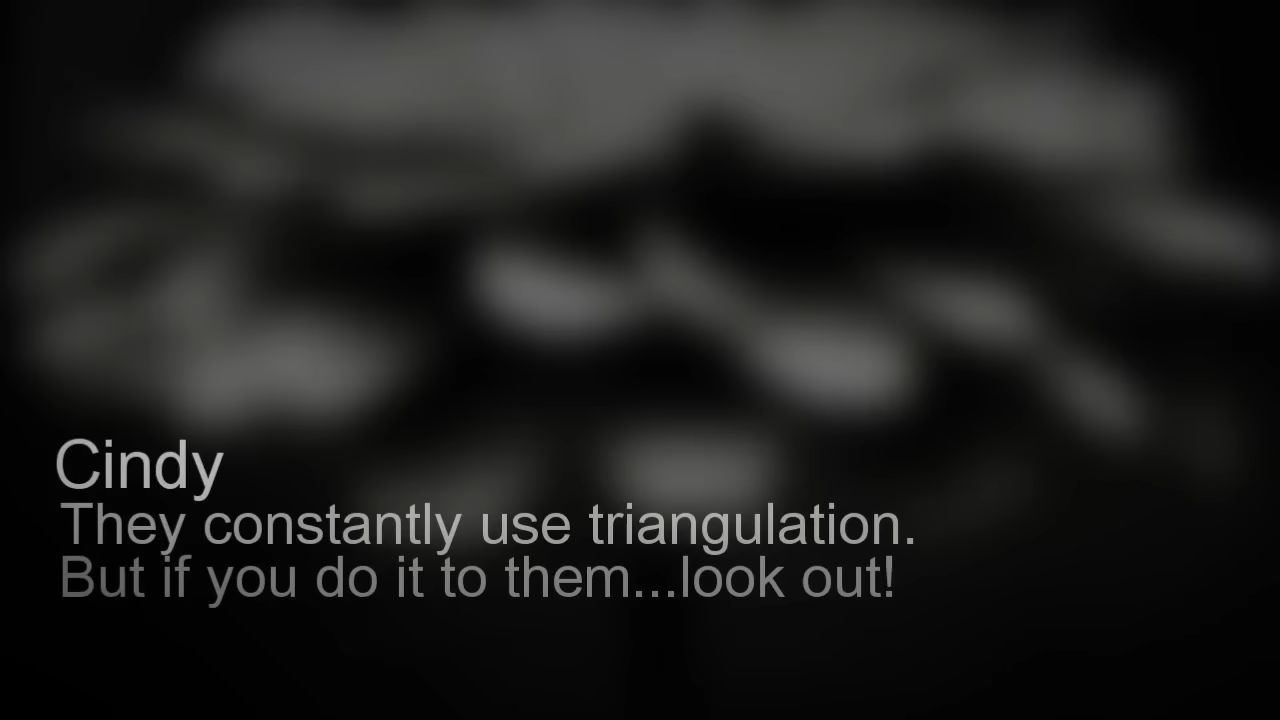 Cindy
They constantly use triangulation.
But if you do it to them...look out!